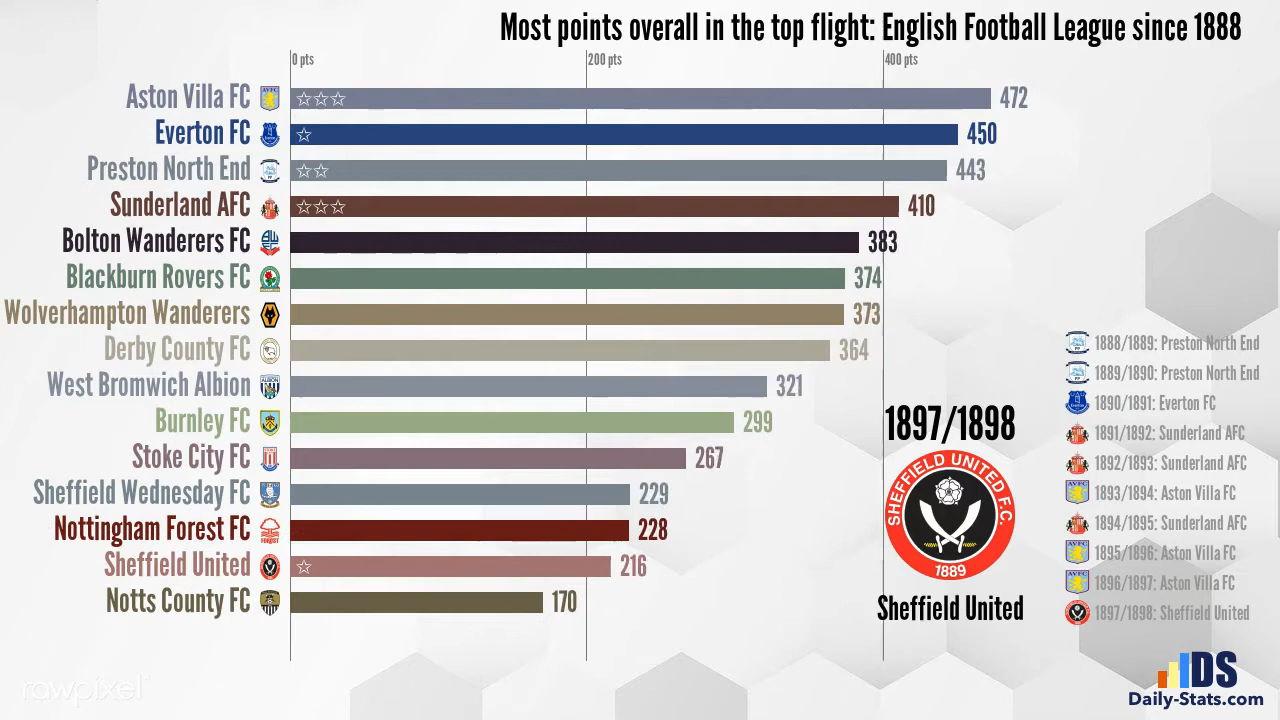 Most points overall in the top flight: English Football League since 1888
0 pts
200 pts
400 pts
Aston Villa FC 472
Everton FC 450
Preston North End 443
Sunderland AFC 410
Bolton Wanderers FC 383
Blackburn Rovers FC 374
Wolverhampton Wanderers 373
Derby County FC 364
West Bromwich Albion 321
Burnley FC 299
Stoke City FC 267
Sheffield Wednesday FC 229
Nottingham Forest FC 228
Sheffield United 216
Notts County FC 170
1897/1898
SHEFFIELD UNITED F.C.
1889
Sheffield United
1888/1889: Preston North End
1889/1890: Preston North End
1890/1891: Everton FC
1891/1892: Sunderland AFC
1892/1893: Sunderland AFC
1893/1894: Aston Villa FC
1894/1895: Sunderland AFC
1895/1896: Aston Villa FC
1896/1897: Aston Villa FC
1897/1898: Sheffield United
rawpixel
DS
Daily-Stats.com